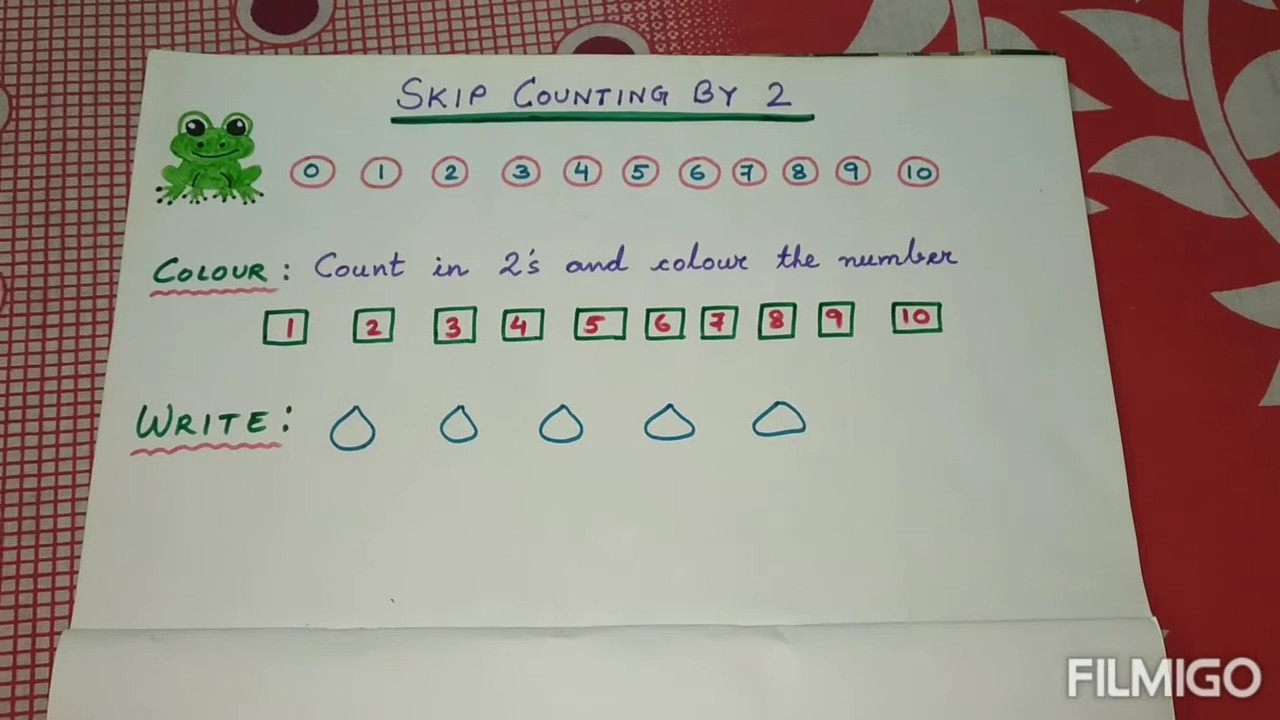 SKIP COUNTING BY 2
0 1 2 3 4 5 6 7 8 9 10
COLOUR: Count in 2's and colour the number
1 2 3 4 5 6 7 8 9 10
WRITE:
FILMIGO